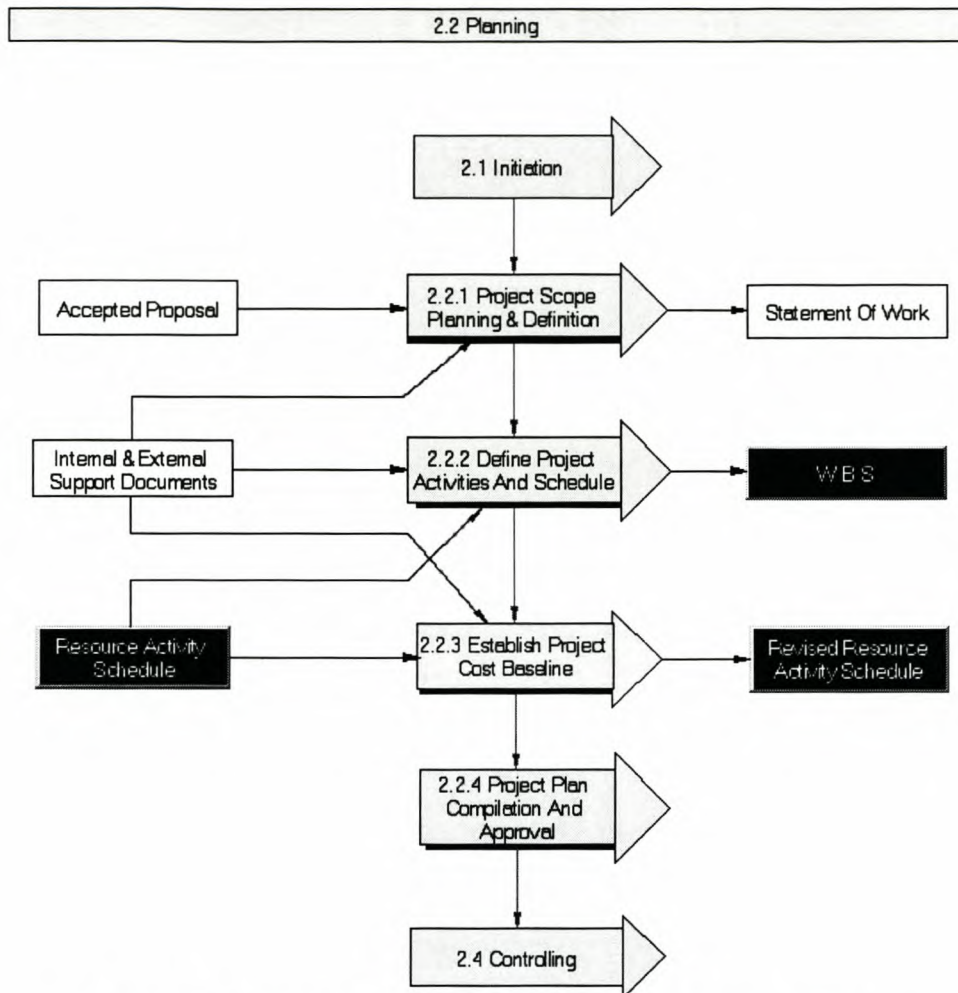 2.2 Planning
2.1 Initiation
Accepted Proposal
2.2.1 Project Scope
Planning & Definition
Statement Of Work
Internal & External
Support Documents
2.2.2 Define Project
Activities And Schedule
WBS
Resource Activity
Schedule
2.2.3 Establish Project
Cost Baseline
Revised Resource
Activity Schedule
2.2.4 Project Plan
Compilation And
Approval
2.4 Controlling